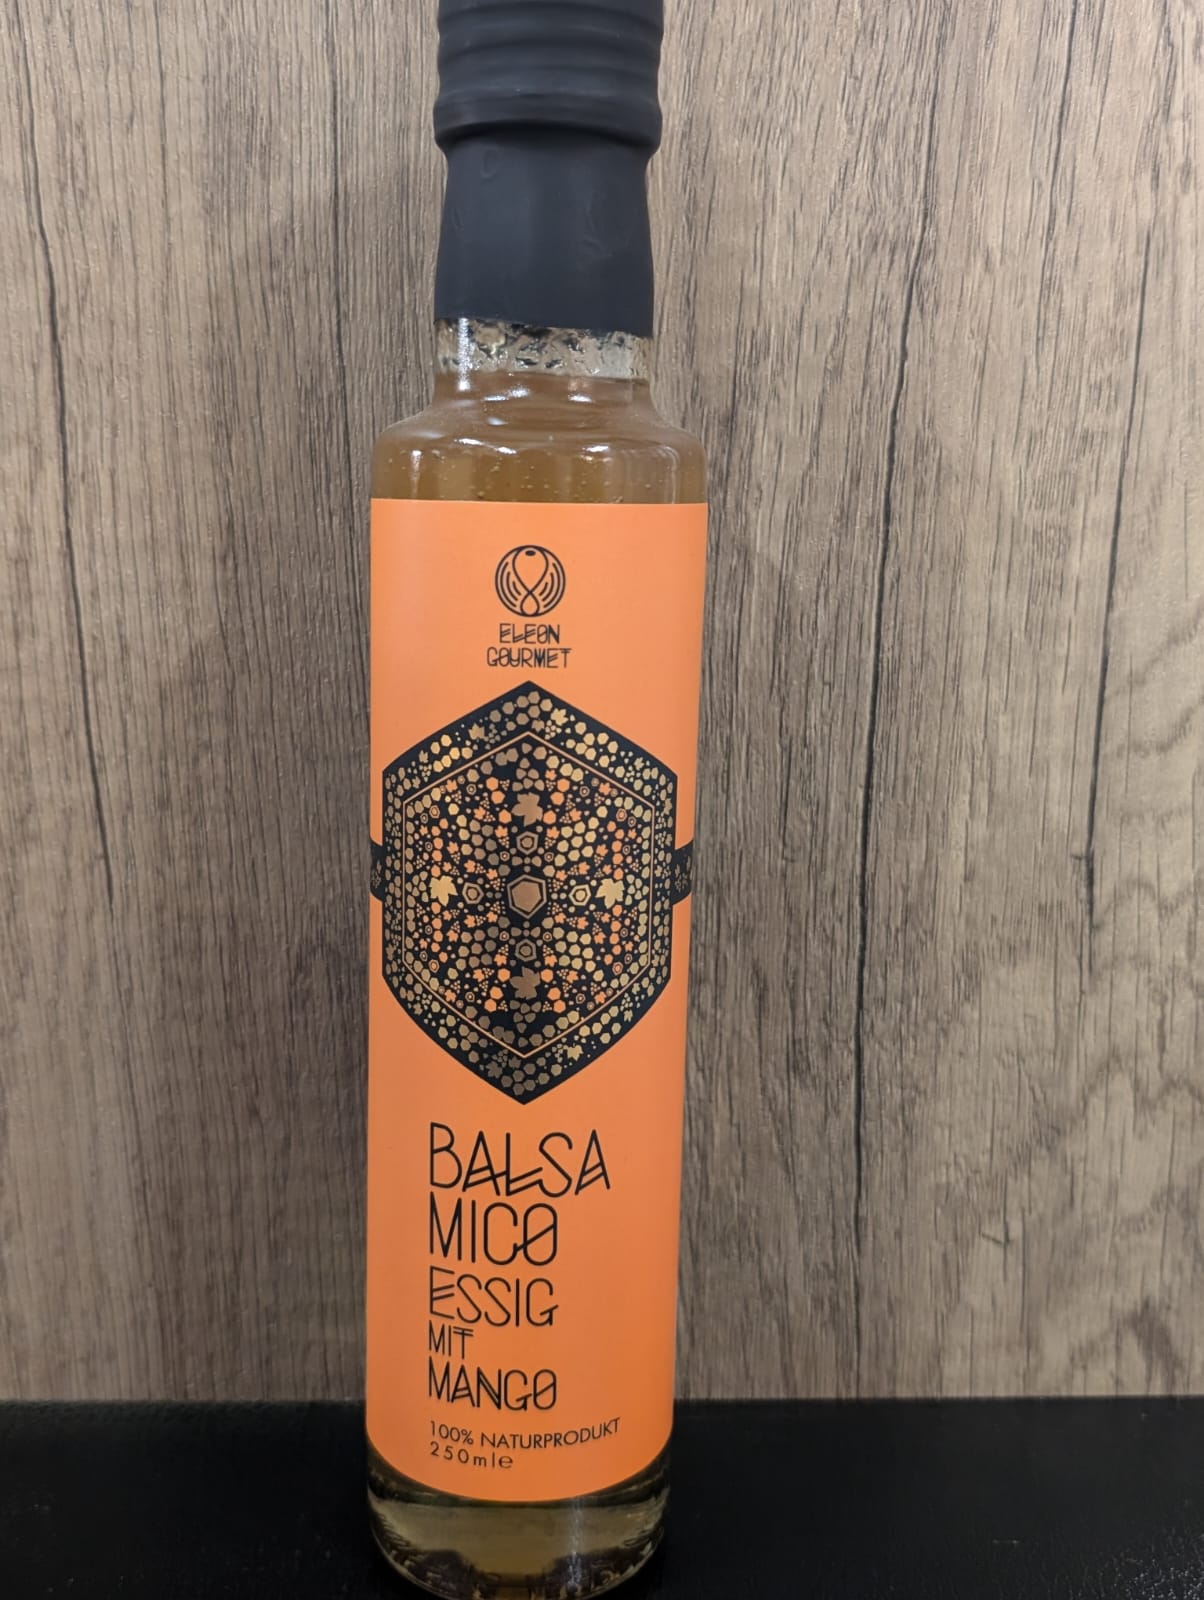 ELEON
GOURMET
BALSA
MICO
ESSIG
MIT
MANGO
100% NATURPRODUKT
250ml℮